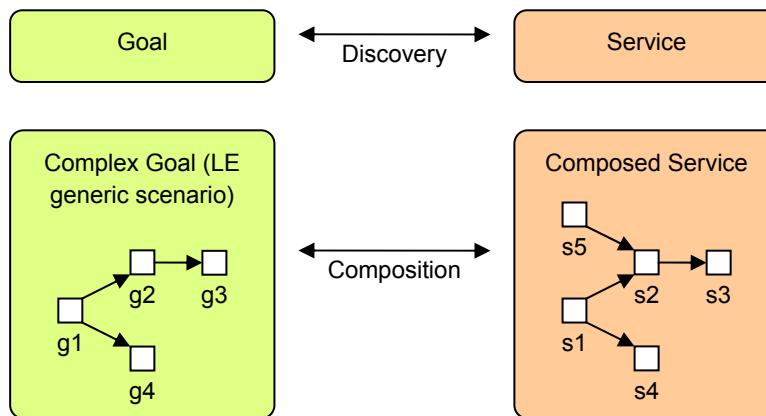 Goal
Discovery
Service
Complex Goal (LE
generic scenario)
g2
g3
g1
g4
Composition
Composed Service
s5
s2
s3
s1
s4